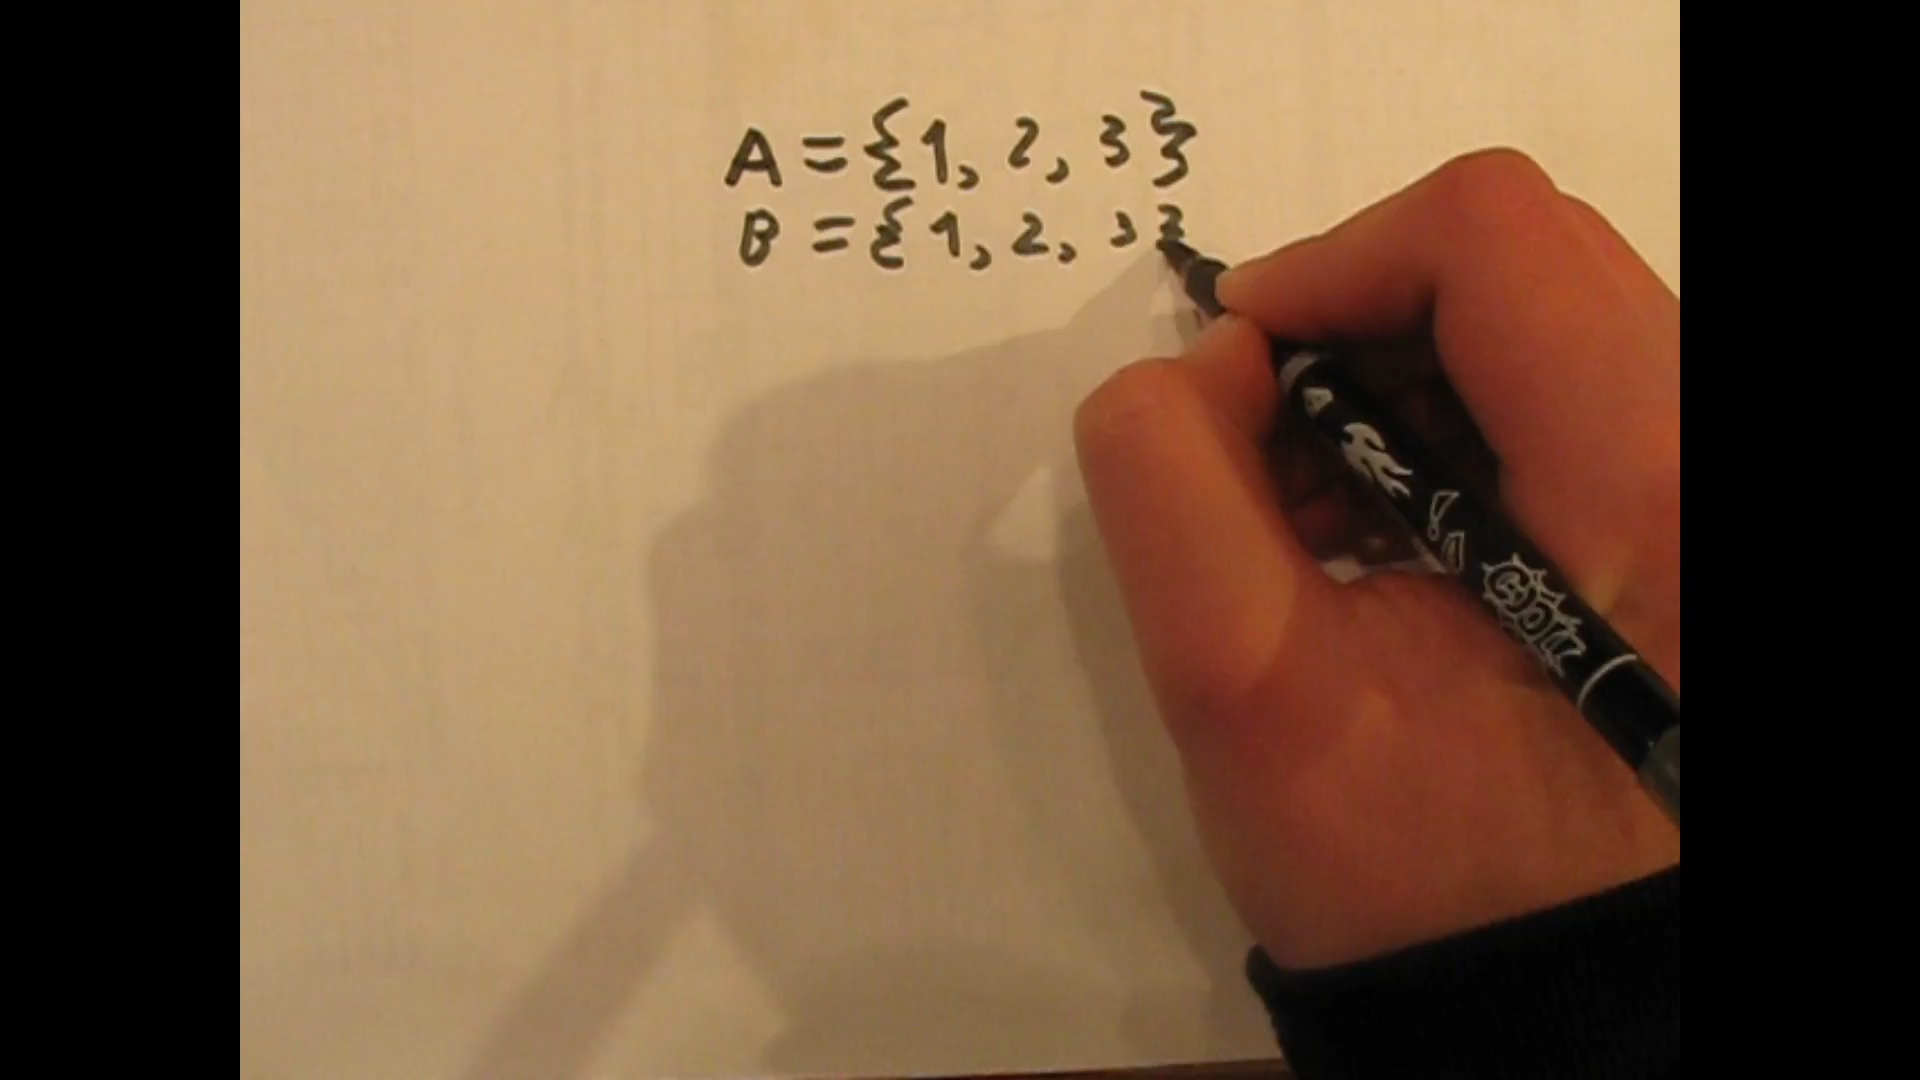 A = {1, 2, 3}
B = {1, 2, 3}